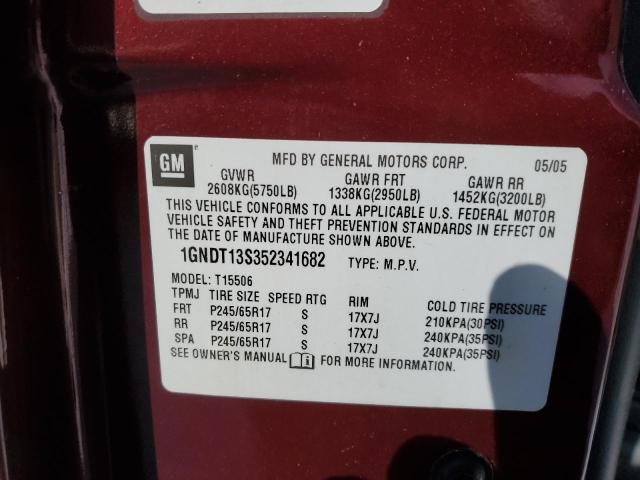 GM
MFD BY GENERAL MOTORS CORP. 05/05
GVWR GAWR FRT GAWR RR
2608KG(5750LB) 1338KG(2950LB) 1452KG(3200LB)
THIS VEHICLE CONFORMS TO ALL APPLICABLE U.S. FEDERAL MOTOR
VEHICLE SAFETY AND THEFT PREVENTION STANDARDS IN EFFECT ON
THE DATE OF MANUFACTURE SHOWN ABOVE.
1GNDT13S352341682 TYPE: M.P.V.
MODEL: T15506
TPMJ TIRE SIZE SPEED RTG RIM COLD TIRE PRESSURE
FRT P245/65R17 S 17X7J 210KPA(30PSI)
RR P245/65R17 S 17X7J 240KPA(35PSI)
SPA P245/65R17 S 17X7J 240KPA(35PSI)
SEE OWNER'S MANUAL FOR MORE INFORMATION.